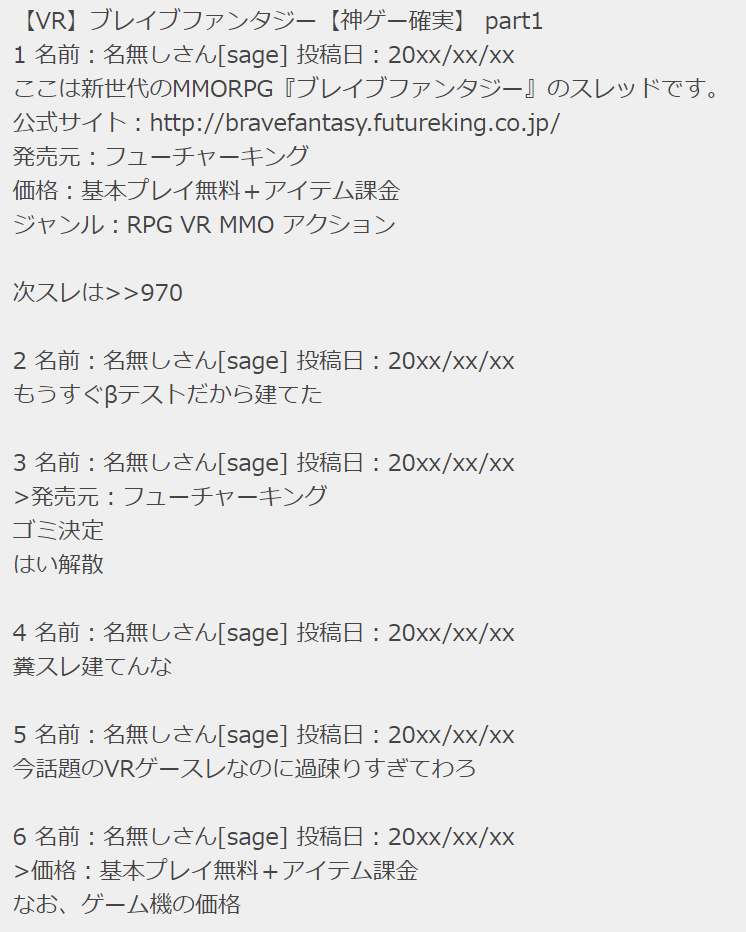 【VR】ブレイブファンタジー【神ゲー確実】 part1
1 名前：名無しさん[sage] 投稿日：20xx/xx/xx
ここは新世代のMMORPG『ブレイブファンタジー』のスレッドです。
公式サイト：http://bravefantasy.futureking.co.jp/
発売元：フューチャーキング
価格：基本プレイ無料＋アイテム課金
ジャンル：RPG VR MMO アクション
次スレは>>970
2 名前：名無しさん[sage] 投稿日：20xx/xx/xx
もうすぐβテストだから建てた
3 名前：名無しさん[sage] 投稿日：20xx/xx/xx
>発売元：フューチャーキング
ゴミ決定
はい解散
4 名前：名無しさん[sage] 投稿日：20xx/xx/xx
糞スレ建てんな
5 名前：名無しさん[sage] 投稿日：20xx/xx/xx
今話題のVRゲースレなのに過疎りすぎてわろ
6 名前：名無しさん[sage] 投稿日：20xx/xx/xx
>価格：基本プレイ無料＋アイテム課金
なお、ゲーム機の価格